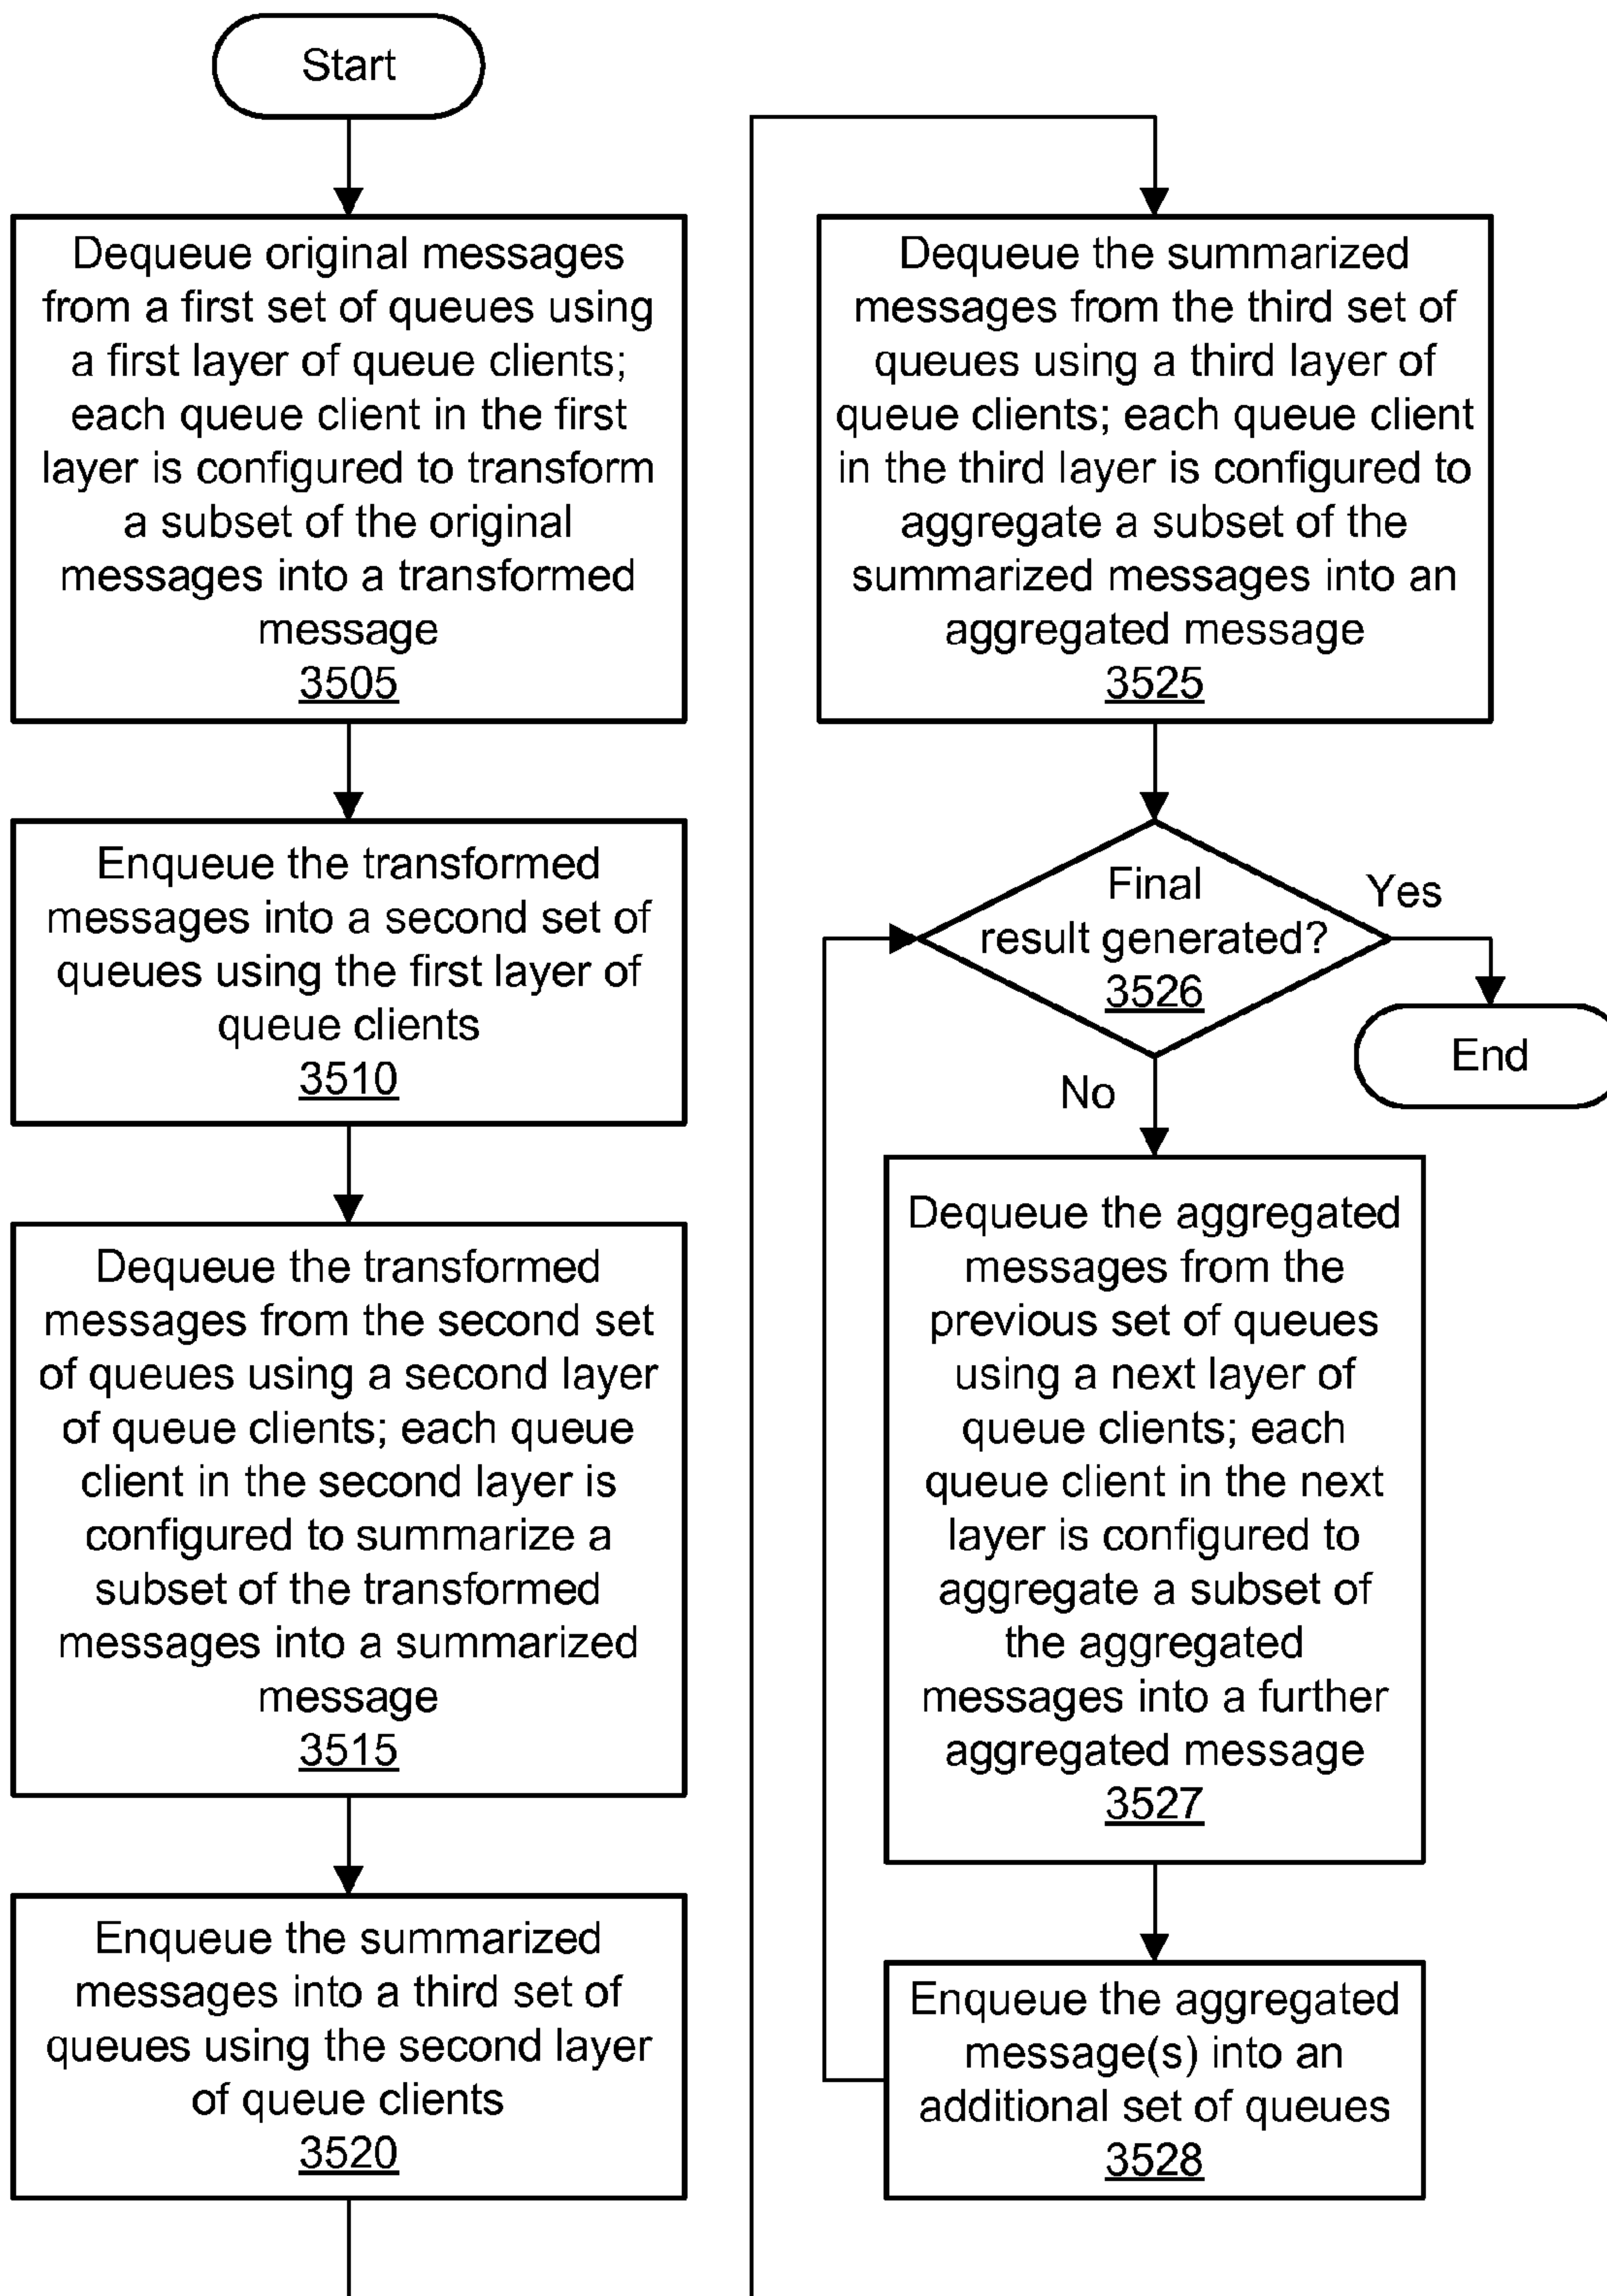 Start
Dequeue original messages
from a first set of queues using
a first layer of queue clients;
each queue client in the first
layer is configured to transform
a subset of the original
messages into a transformed
message
3505
Enqueue the transformed
messages into a second set of
queues using the first layer of
queue clients
3510
Dequeue the transformed
messages from the second set
of queues using a second layer
of queue clients; each queue
client in the second layer is
configured to summarize a
subset of the transformed
messages into a summarized
message
3515
Enqueue the summarized
messages into a third set of
queues using the second layer
of queue clients
3520
Dequeue the summarized
messages from the third set of
queues using a third layer of
queue clients; each queue client
in the third layer is configured to
aggregate a subset of the
summarized messages into an
aggregated message
3525
Final
result generated?
3526
Yes
End
No
Dequeue the aggregated
messages from the
previous set of queues
using a next layer of
queue clients; each
queue client in the next
layer is configured to
aggregate a subset of
the aggregated
messages into a further
aggregated message
3527
Enqueue the aggregated
message(s) into an
additional set of queues
3528